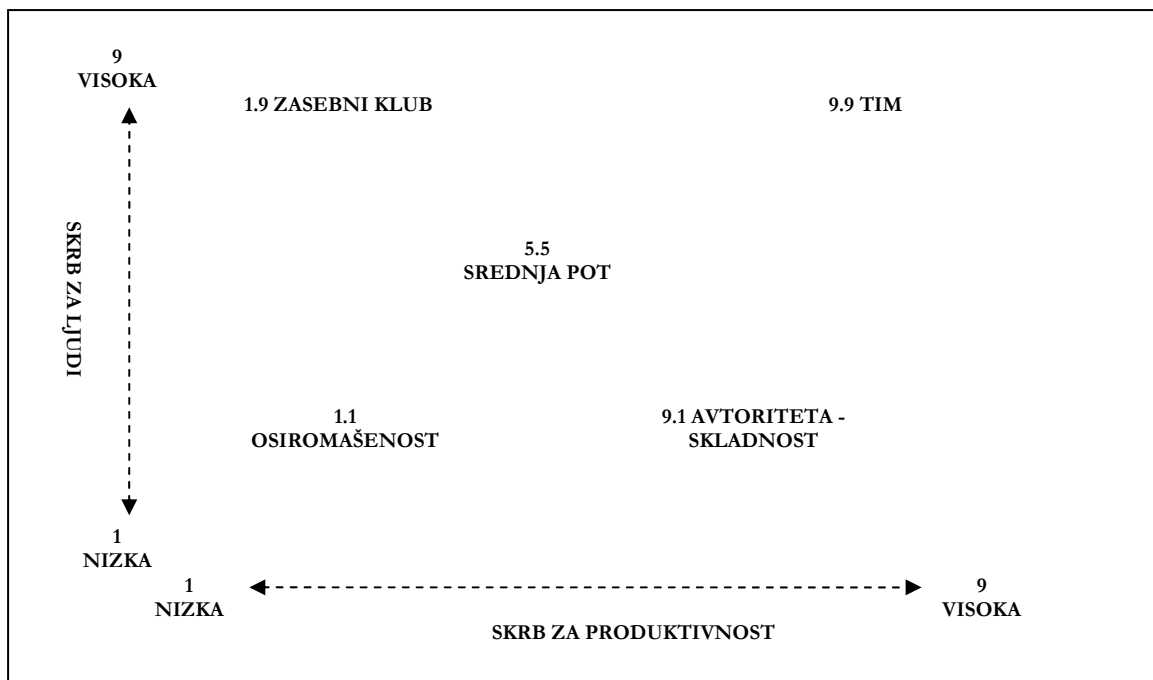 9
VISOKA
1.9 ZASEBNI KLUB
9.9 TIM
SKRB ZA LJUDI
5.5
SREDNJA POT
1.1
OSIROMAŠENOST
9.1 AVTORITETA -
SKLADNOST
1
NIZKA
1
NIZKA
9
VISOKA
SKRB ZA PRODUKTIVNOST